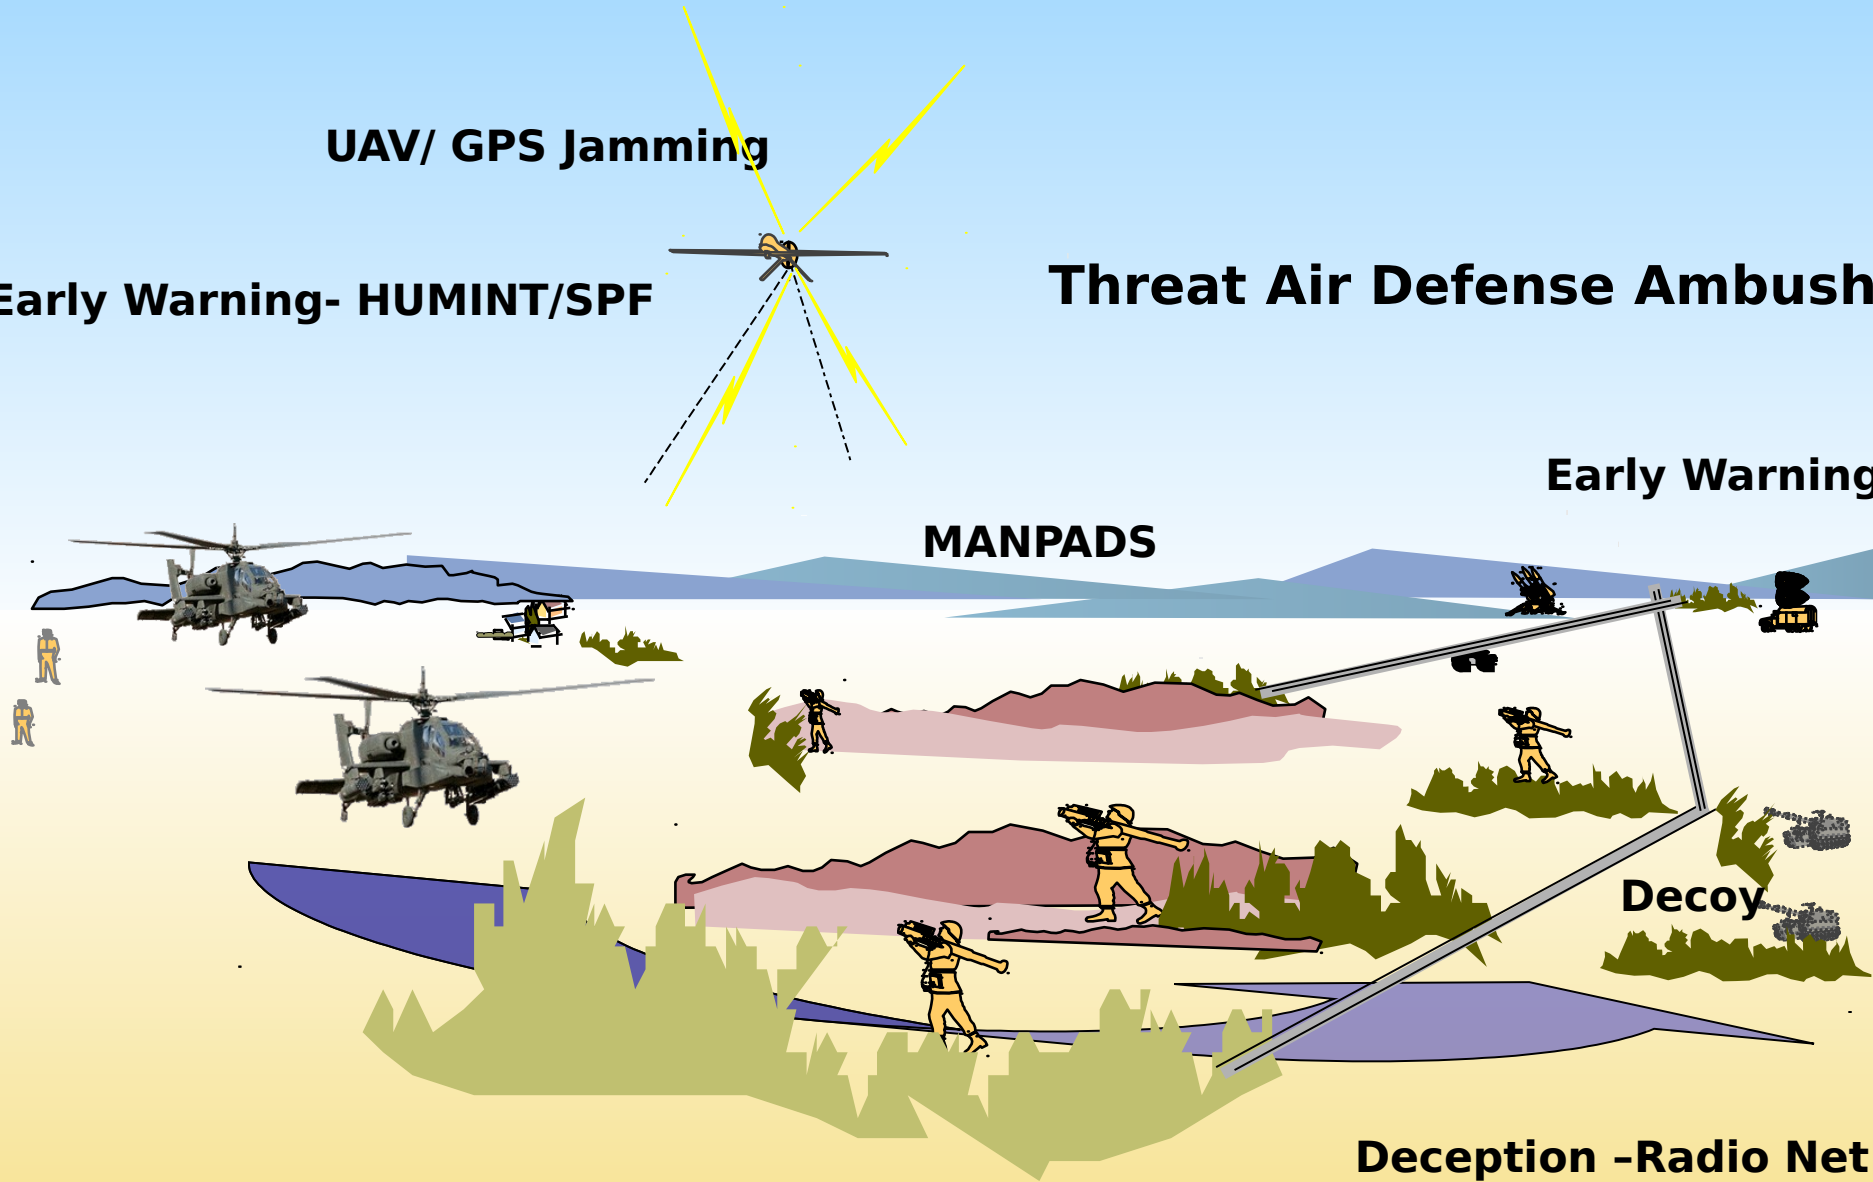 UAV/ GPS Jamming
Threat Air Defense Ambush
Early Warning- HUMINT/SPF
Early Warning
MANPADS
Decoy
Deception –Radio Net